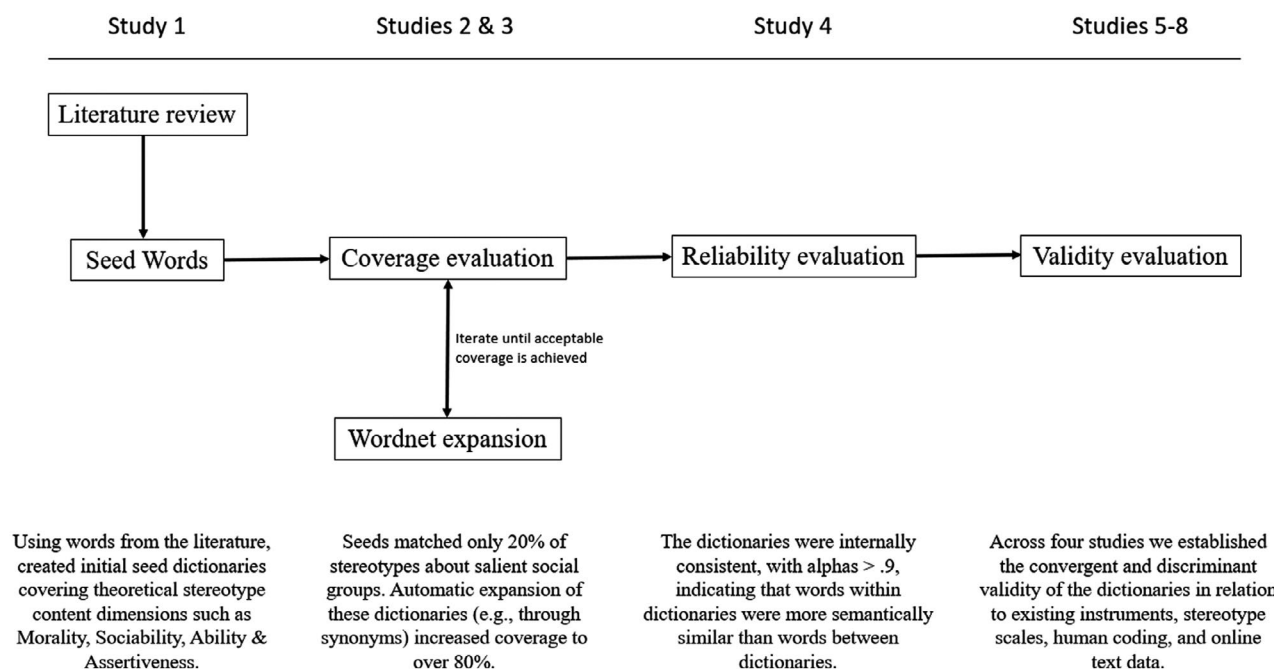 Study 1
Studies 2 & 3
Study 4
Studies 5-8
Literature review
Seed Words
Coverage evaluation
Reliability evaluation
Validity evaluation
Iterate until acceptable
coverage is achieved
Wordnet expansion
Using words from the literature,
created initial seed dictionaries
covering theoretical stereotype
content dimensions such as
Morality, Sociability, Ability &
Assertiveness.
Seeds matched only 20% of
stereotypes about salient social
groups. Automatic expansion of
these dictionaries (e.g., through
synonyms) increased coverage to
over 80%.
The dictionaries were internally
consistent, with alphas > .9,
indicating that words within
dictionaries were more semantically
similar than words between
dictionaries.
Across four studies we established
the convergent and discriminant
validity of the dictionaries in relation
to existing instruments, stereotype
scales, human coding, and online
text data.